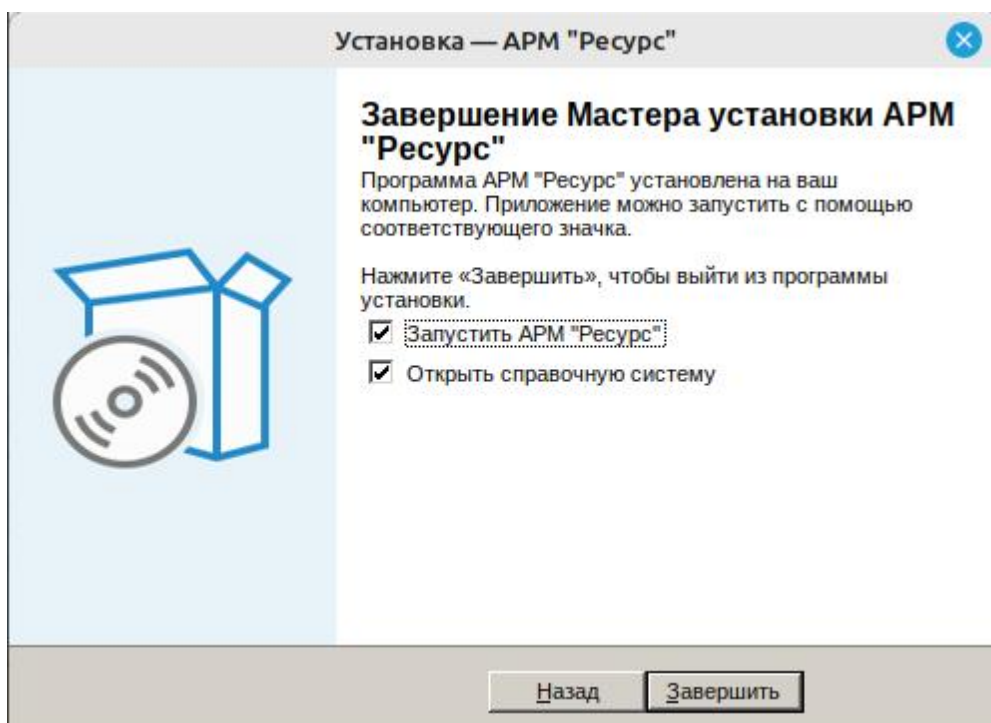 Установка — АРМ "Ресурс"
Завершение Мастера установки АРМ
"Ресурс"
Программа АРМ "Ресурс" установлена на ваш
компьютер. Приложение можно запустить с помощью
соответствующего значка.
Нажмите «Завершить», чтобы выйти из программы
установки.
Запустить АРМ "Ресурс"
Открыть справочную систему
Назад
Завершить